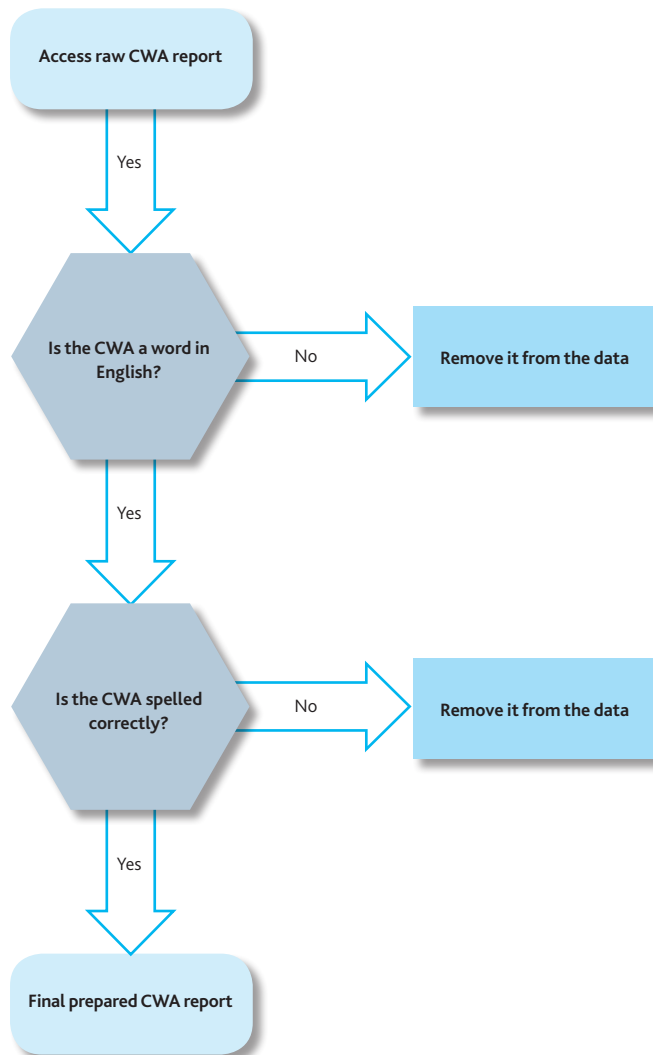 Access raw CWA report
Yes
Is the CWA a word in
English?
No
Remove it from the data
Yes
Is the CWA spelled
correctly?
No
Remove it from the data
Yes
Final prepared CWA report